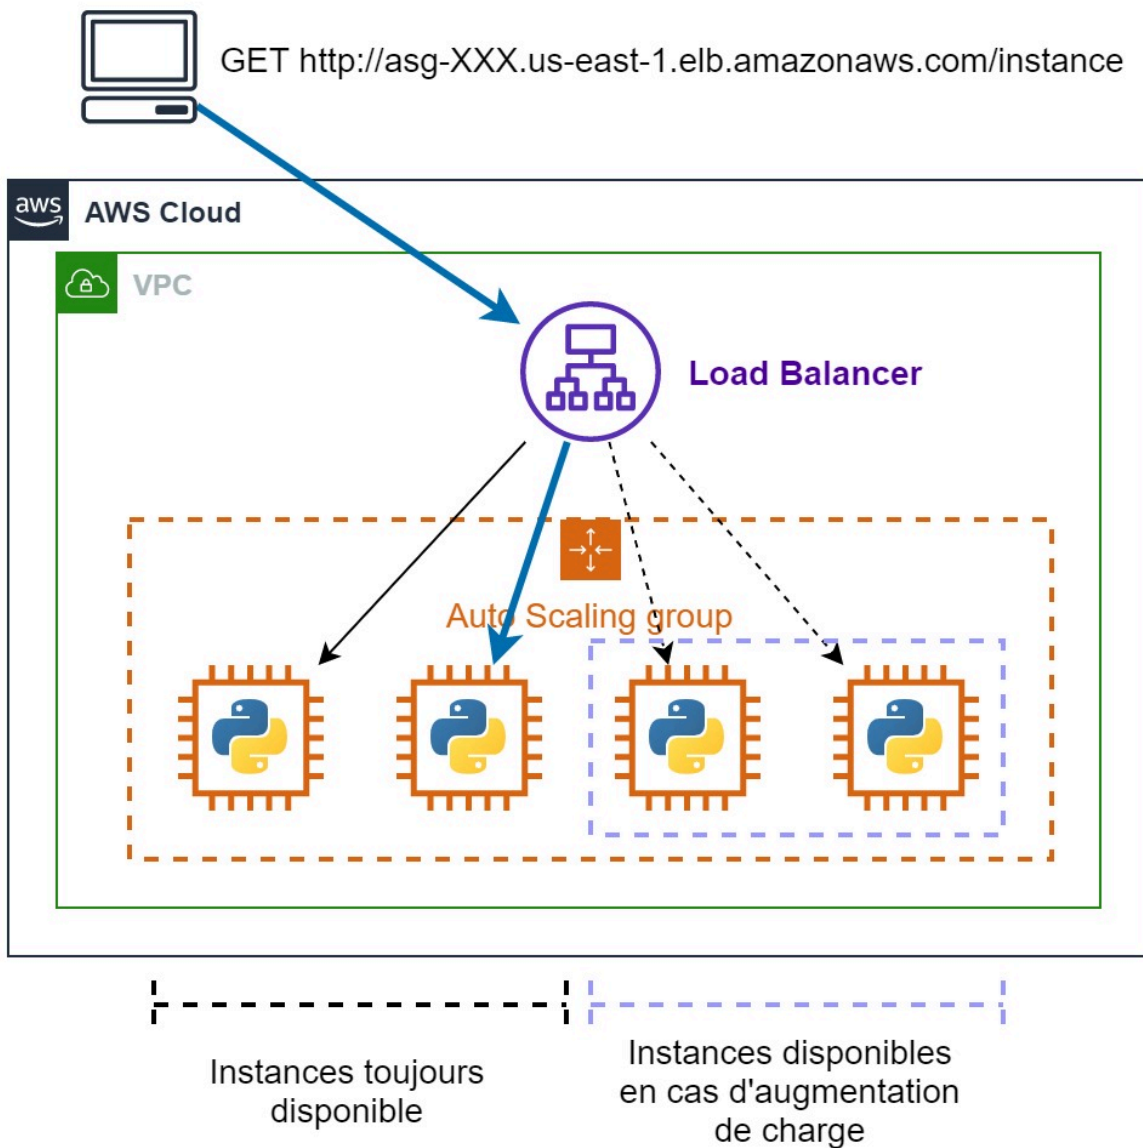 GET http://asg-XXX.us-east-1.elb.amazonaws.com/instance
aws
AWS Cloud
VPC
Load Balancer
Auto Scaling group
Instances toujours
disponible
Instances disponibles
en cas d'augmentation
de charge